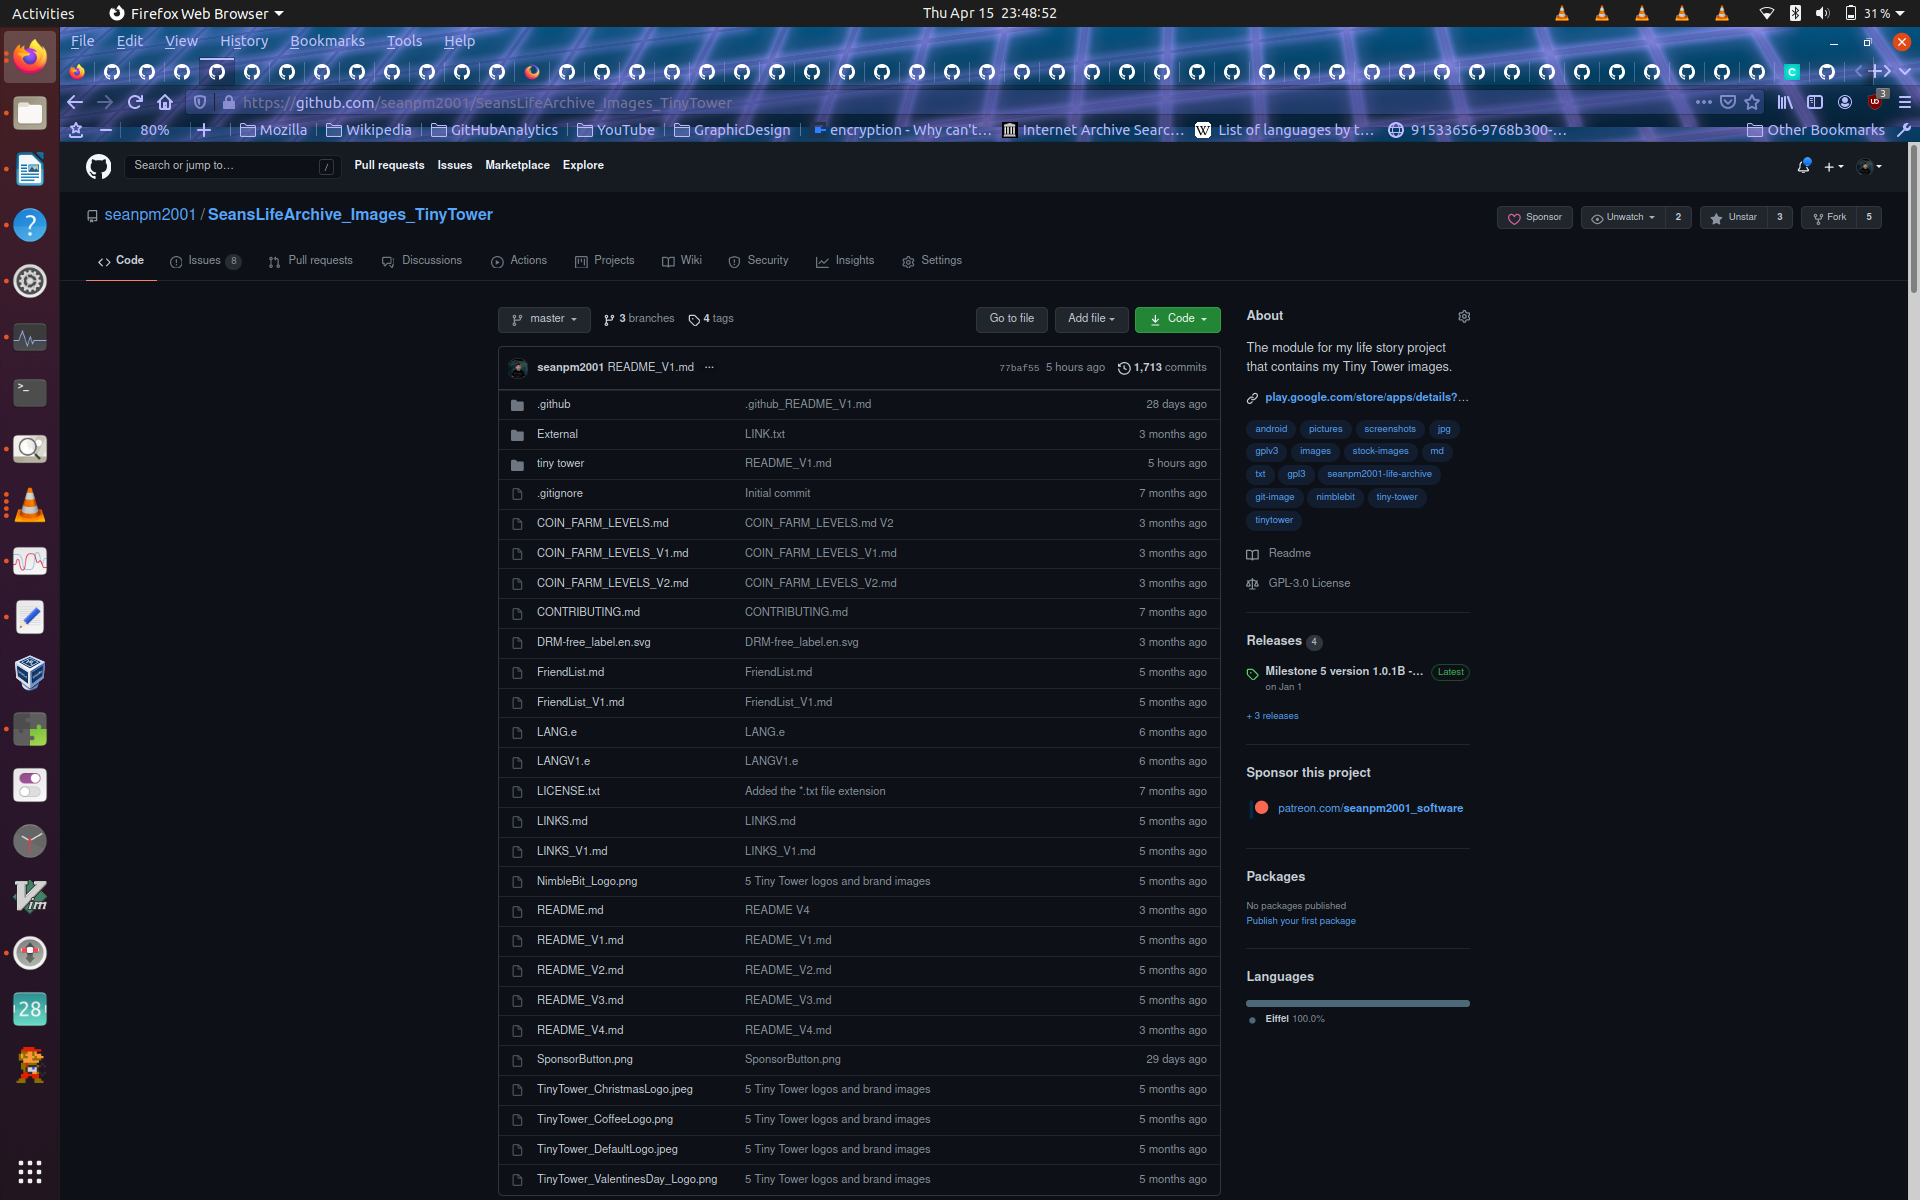 Activities Firefox Web Browser Thu Apr 15 23:48:52 31%
File Edit View History Bookmarks Tools Help
https://github.com/seanpm2001/SeansLifeArchive_Images_TinyTower 3
80% Mozilla Wikipedia GitHubAnalytics YouTube GraphicDesign encryption - Why can't… Internet Archive Searc… List of languages by t… 91533656-9768b300-… Other Bookmarks
Search or jump to… / Pull requests Issues Marketplace Explore
seanpm2001 / SeansLifeArchive_Images_TinyTower Sponsor Unwatch 2 Unstar 3 Fork 5
Code Issues 8 Pull requests Discussions Actions Projects Wiki Security Insights Settings
master 3 branches 4 tags Go to file Add file Code
seanpm2001 README_V1.md ··· 77baf55 5 hours ago 1,713 commits
.github .github_README_V1.md 28 days ago
External LINK.txt 3 months ago
tiny tower README_V1.md 5 hours ago
.gitignore Initial commit 7 months ago
COIN_FARM_LEVELS.md COIN_FARM_LEVELS.md V2 3 months ago
COIN_FARM_LEVELS_V1.md COIN_FARM_LEVELS_V1.md 3 months ago
COIN_FARM_LEVELS_V2.md COIN_FARM_LEVELS_V2.md 3 months ago
CONTRIBUTING.md CONTRIBUTING.md 7 months ago
DRM-free_label.en.svg DRM-free_label.en.svg 3 months ago
FriendList.md FriendList.md 5 months ago
FriendList_V1.md FriendList_V1.md 5 months ago
LANG.e LANG.e 6 months ago
LANGV1.e LANGV1.e 6 months ago
LICENSE.txt Added the *.txt file extension 7 months ago
LINKS.md LINKS.md 5 months ago
LINKS_V1.md LINKS_V1.md 5 months ago
NimbleBit_Logo.png 5 Tiny Tower logos and brand images 5 months ago
README.md README V4 3 months ago
README_V1.md README_V1.md 5 months ago
README_V2.md README_V2.md 5 months ago
README_V3.md README_V3.md 5 months ago
README_V4.md README_V4.md 3 months ago
SponsorButton.png SponsorButton.png 29 days ago
TinyTower_ChristmasLogo.jpeg 5 Tiny Tower logos and brand images 5 months ago
TinyTower_CoffeeLogo.png 5 Tiny Tower logos and brand images 5 months ago
TinyTower_DefaultLogo.jpeg 5 Tiny Tower logos and brand images 5 months ago
TinyTower_ValentinesDay_Logo.png 5 Tiny Tower logos and brand images 5 months ago
About
The module for my life story project
that contains my Tiny Tower images.
play.google.com/store/apps/details?…
android pictures screenshots jpg
gplv3 images stock-images md
txt gpl3 seanpm2001-life-archive
git-image nimblebit tiny-tower
tinytower
Readme
GPL-3.0 License
Releases 4
Milestone 5 version 1.0.1B -… Latest
on Jan 1
+ 3 releases
Sponsor this project
patreon.com/seanpm2001_software
Packages
No packages published
Publish your first package
Languages
Eiffel 100.0%
28